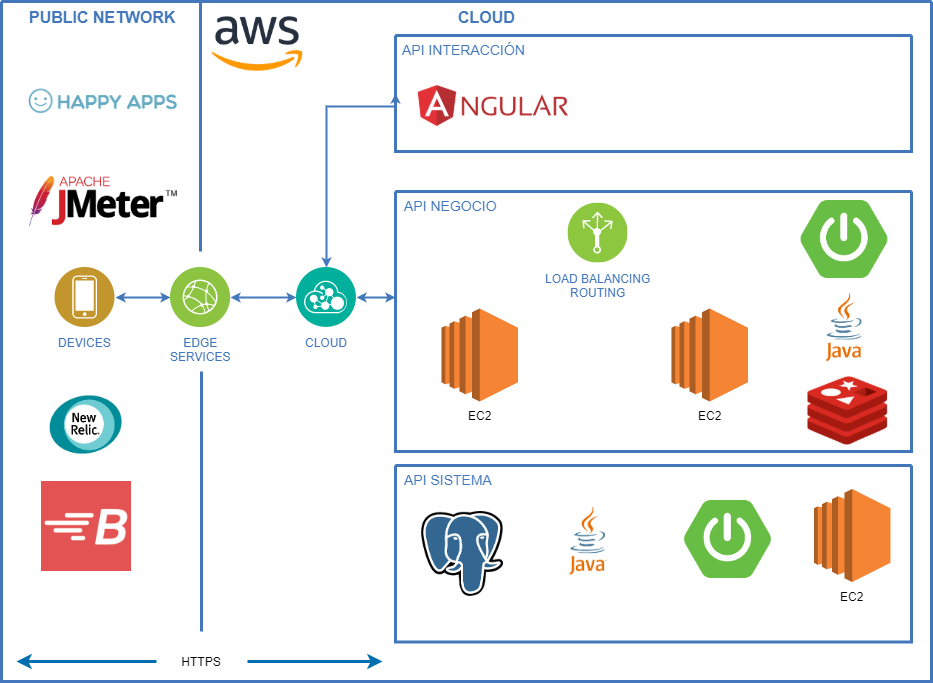 PUBLIC NETWORK
aws
CLOUD
API INTERACCIÓN
HAPPY APPS
ANGULAR
APACHE
JMeter™
API NEGOCIO
LOAD BALANCING
ROUTING
DEVICES
EDGE
SERVICES
CLOUD
Java
EC2
EC2
New
Relic.
B
API SISTEMA
Java
EC2
HTTPS